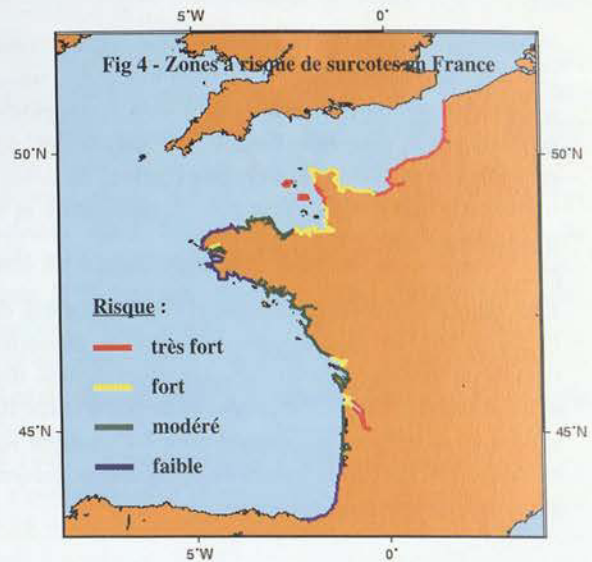 5°W 0°
Fig 4 - Zones à risque de surcotes en France
50°N 50°N
Risque :
très fort
fort
modéré
faible
45°N 45°N
5°W 0°